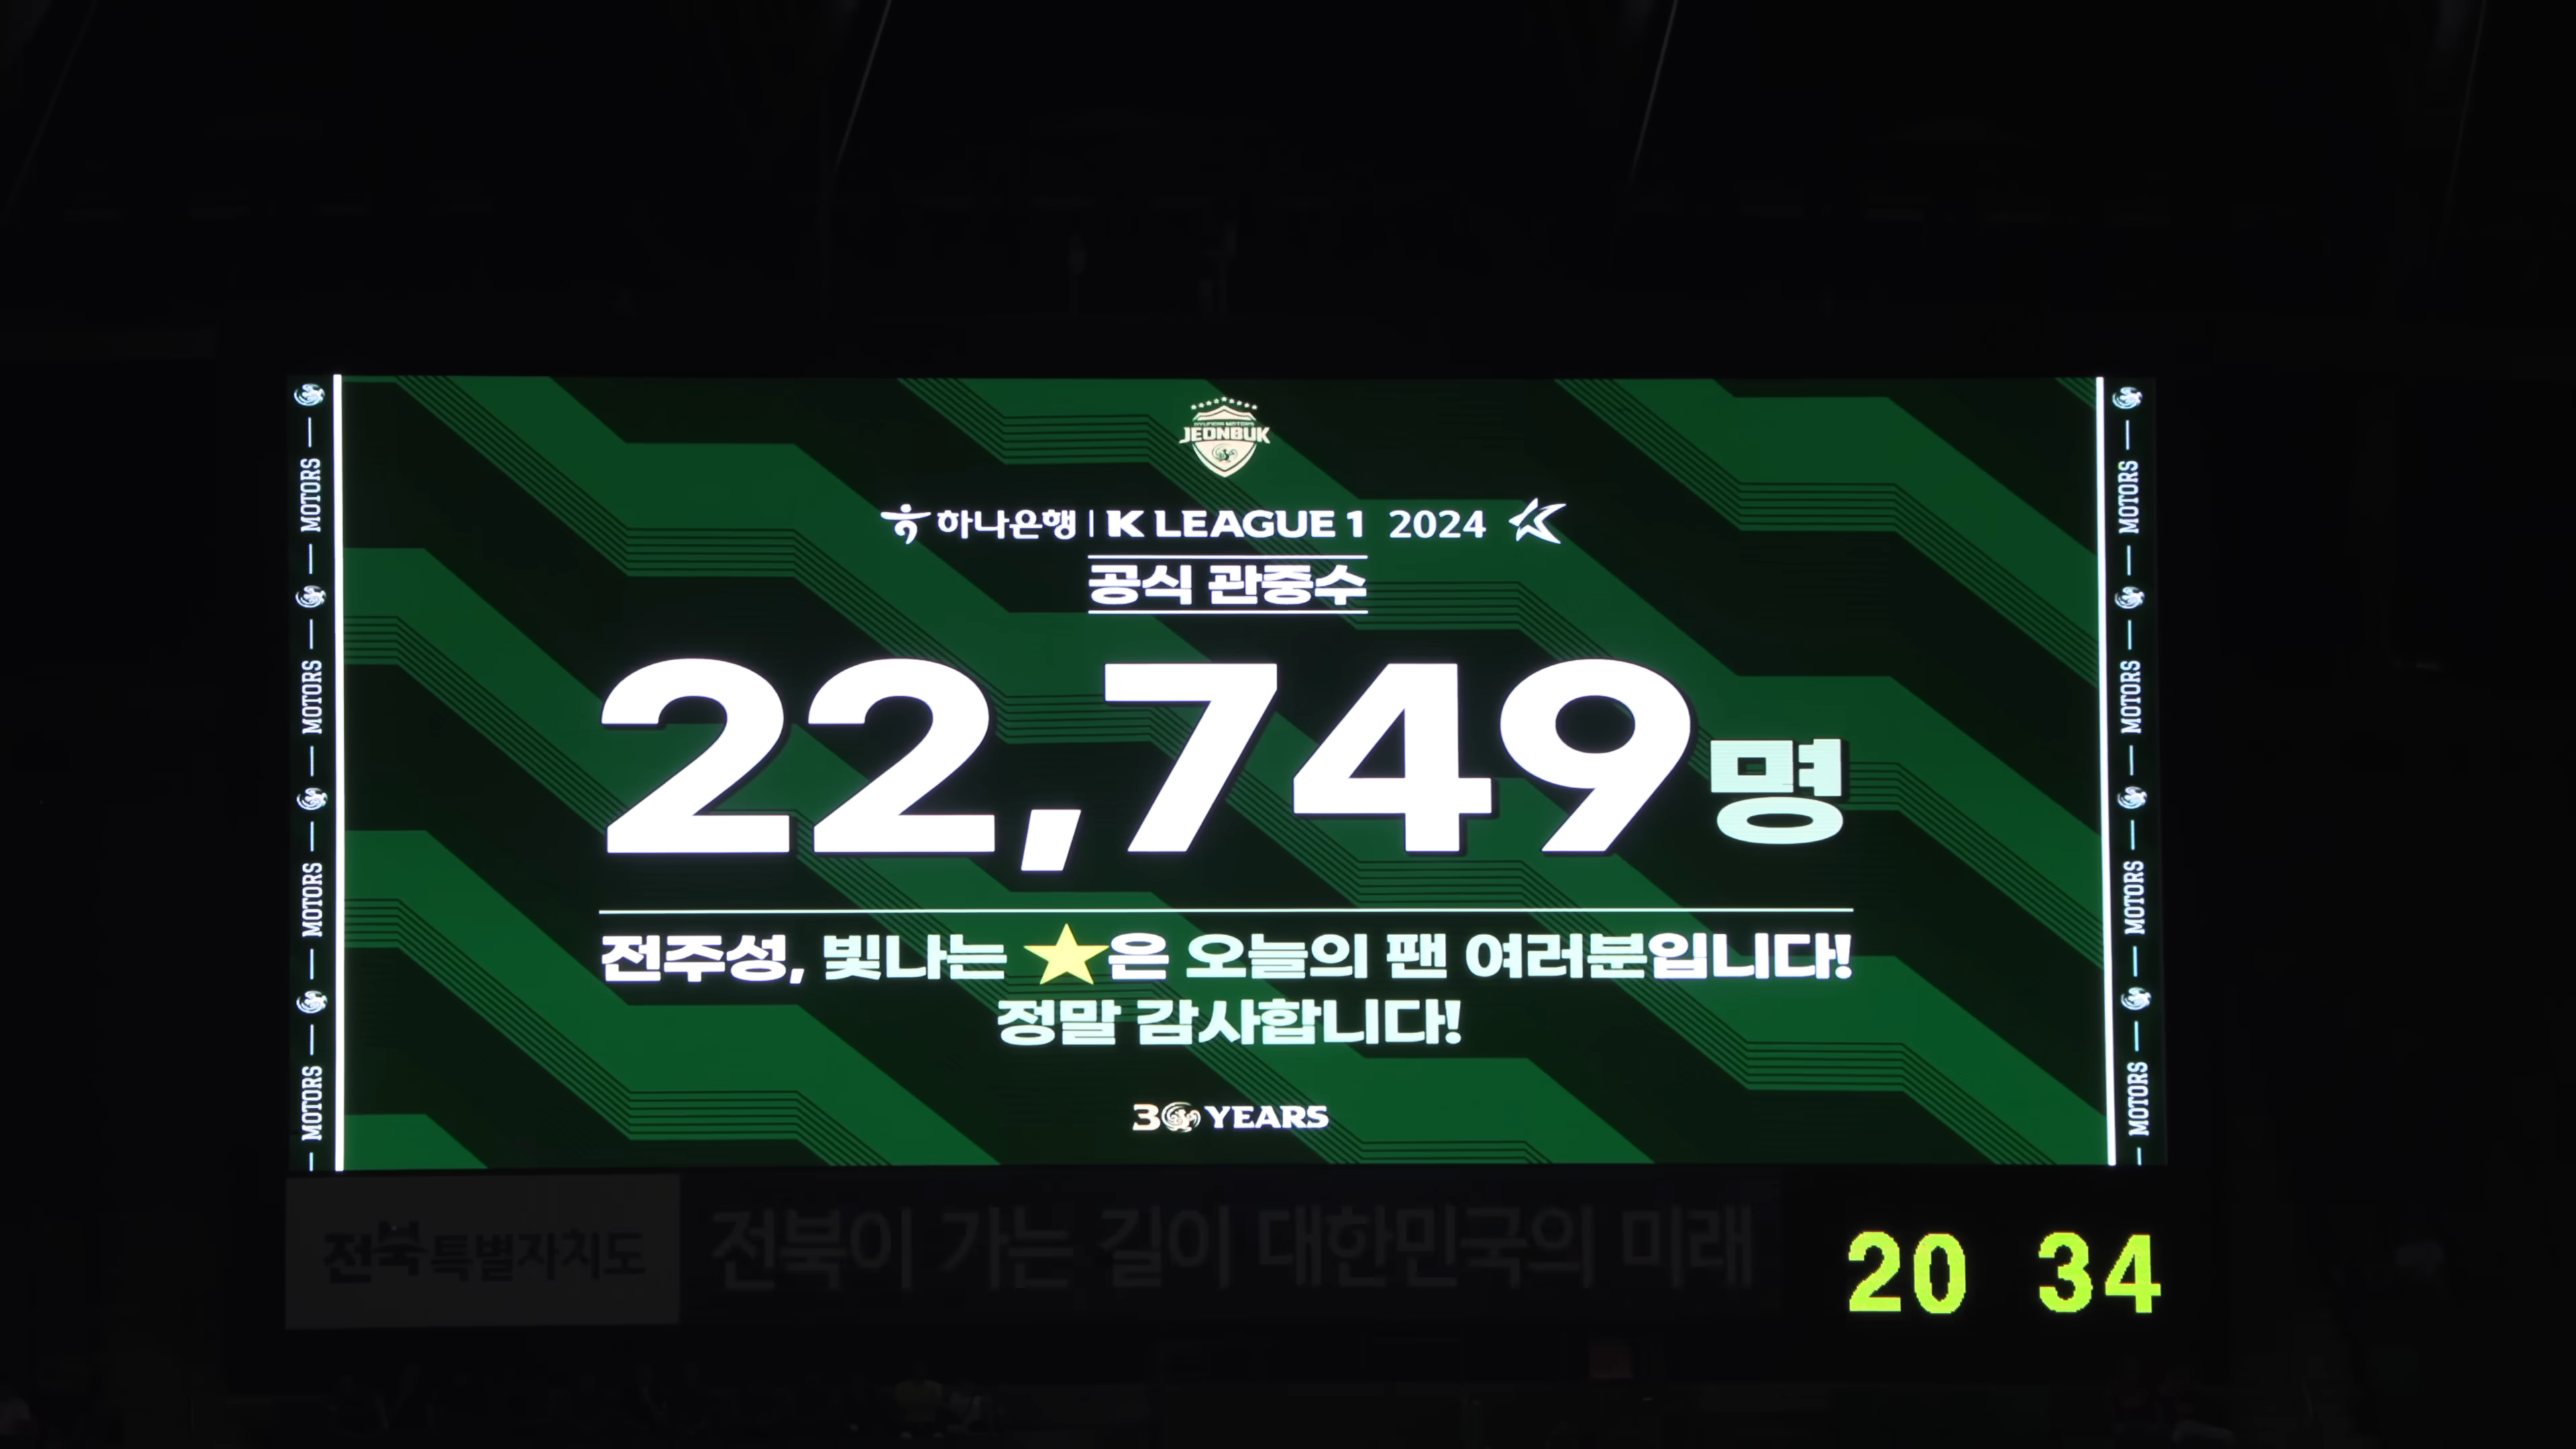 HYUNDAI MOTORS
JEONBUK
하나은행 | K LEAGUE 1 2024
공식 관중수
22,749명
전주성, 빛나는 ★은 오늘의 팬 여러분입니다!
정말 감사합니다!
30 YEARS
MOTORS
MOTORS
MOTORS
MOTORS
MOTORS
MOTORS
MOTORS
MOTORS
전북특별자치도
전북이 가는 길이 대한민국의 미래
20 34